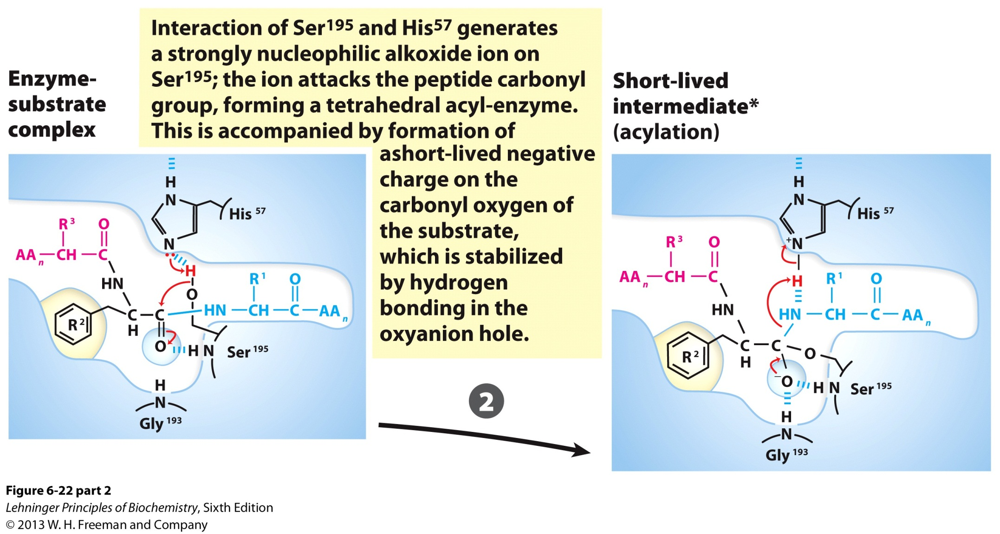 Enzyme-
substrate
complex
Interaction of Ser195 and His57 generates
a strongly nucleophilic alkoxide ion on
Ser195; the ion attacks the peptide carbonyl
group, forming a tetrahedral acyl-enzyme.
This is accompanied by formation of
ashort-lived negative
charge on the
carbonyl oxygen of
the substrate,
which is stabilized
by hydrogen
bonding in the
oxyanion hole.
Short-lived
intermediate*
(acylation)
H
N
His 57
R3 O
N
AAn CH C
H
HN
R1 O
O
C C HN CH C AAn
R2
H
O H N Ser 195
H
N
Gly 193
2
H
N
His 57
R3 O
+N
AAn CH C
H
R1 O
HN
HN CH C AAn
C C O
R2
H
−O H N Ser 195
H
N
Gly 193
Figure 6-22 part 2
Lehninger Principles of Biochemistry, Sixth Edition
© 2013 W. H. Freeman and Company